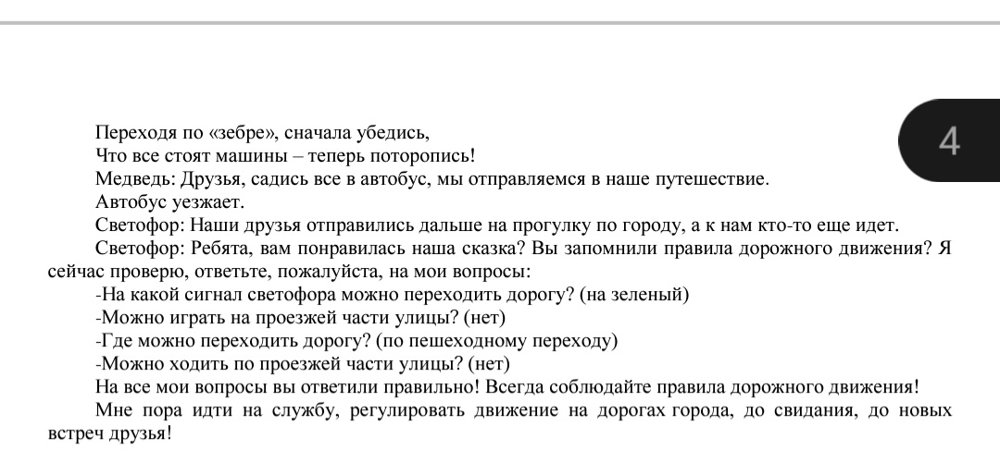 Переходя по «зебре», сначала убедись,
Что все стоят машины – теперь поторопись!
Медведь: Друзья, садись все в автобус, мы отправляемся в наше путешествие.
Автобус уезжает.
Светофор: Наши друзья отправились дальше на прогулку по городу, а к нам кто-то еще идет.
Светофор: Ребята, вам понравилась наша сказка? Вы запомнили правила дорожного движения? Я
сейчас проверю, ответьте, пожалуйста, на мои вопросы:
-На какой сигнал светофора можно переходить дорогу? (на зеленый)
-Можно играть на проезжей части улицы? (нет)
-Где можно переходить дорогу? (по пешеходному переходу)
-Можно ходить по проезжей части улицы? (нет)
На все мои вопросы вы ответили правильно! Всегда соблюдайте правила дорожного движения!
Мне пора идти на службу, регулировать движение на дорогах города, до свидания, до новых
встреч друзья!
4